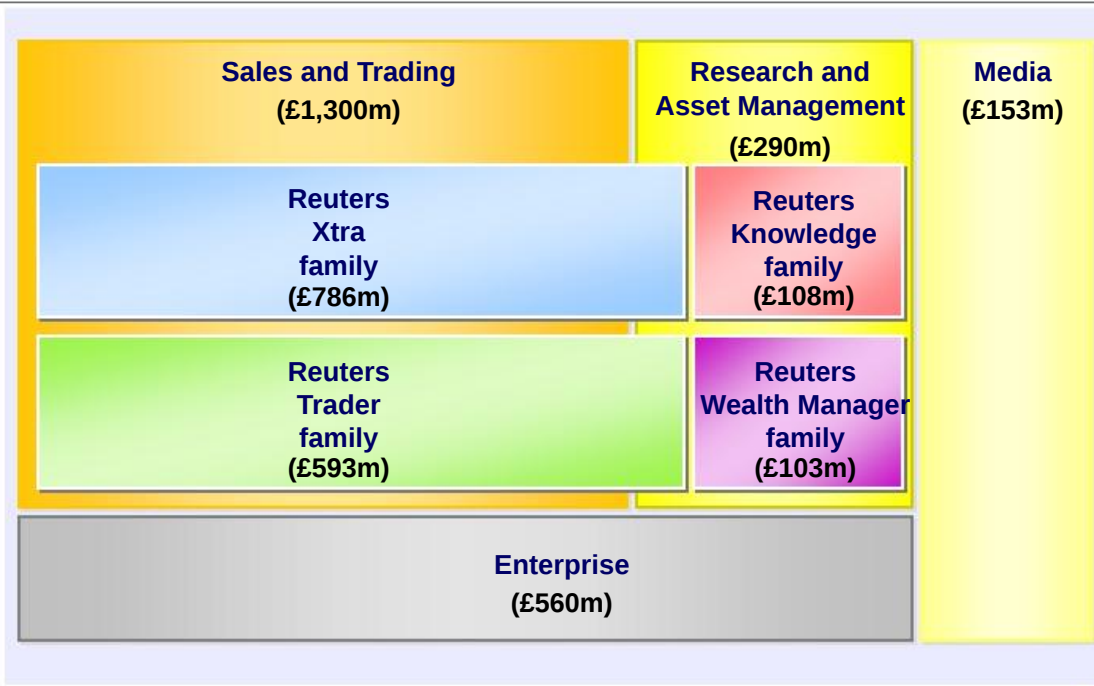 Sales and Trading
(£1,300m)
Research and
Asset Management
(£290m)
Media
(£153m)
Reuters
Xtra
family
(£786m)
Reuters
Knowledge
family
(£108m)
Reuters
Trader
family
(£593m)
Reuters
Wealth Manager
family
(£103m)
Enterprise
(£560m)